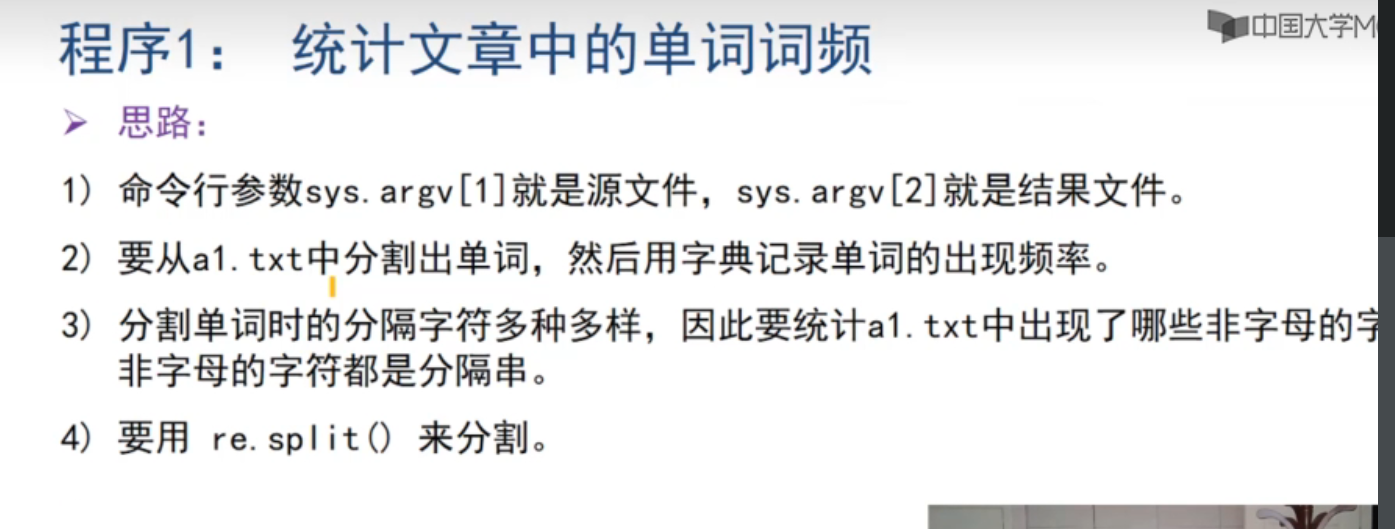 中国大学M
程序1： 统计文章中的单词词频
思路：
1) 命令行参数sys.argv[1]就是源文件，sys.argv[2]就是结果文件。
2) 要从a1.txt中分割出单词，然后用字典记录单词的出现频率。
3) 分割单词时的分隔字符多种多样，因此要统计a1.txt中出现了哪些非字母的字
非字母的字符都是分隔串。
4) 要用 re.split() 来分割。